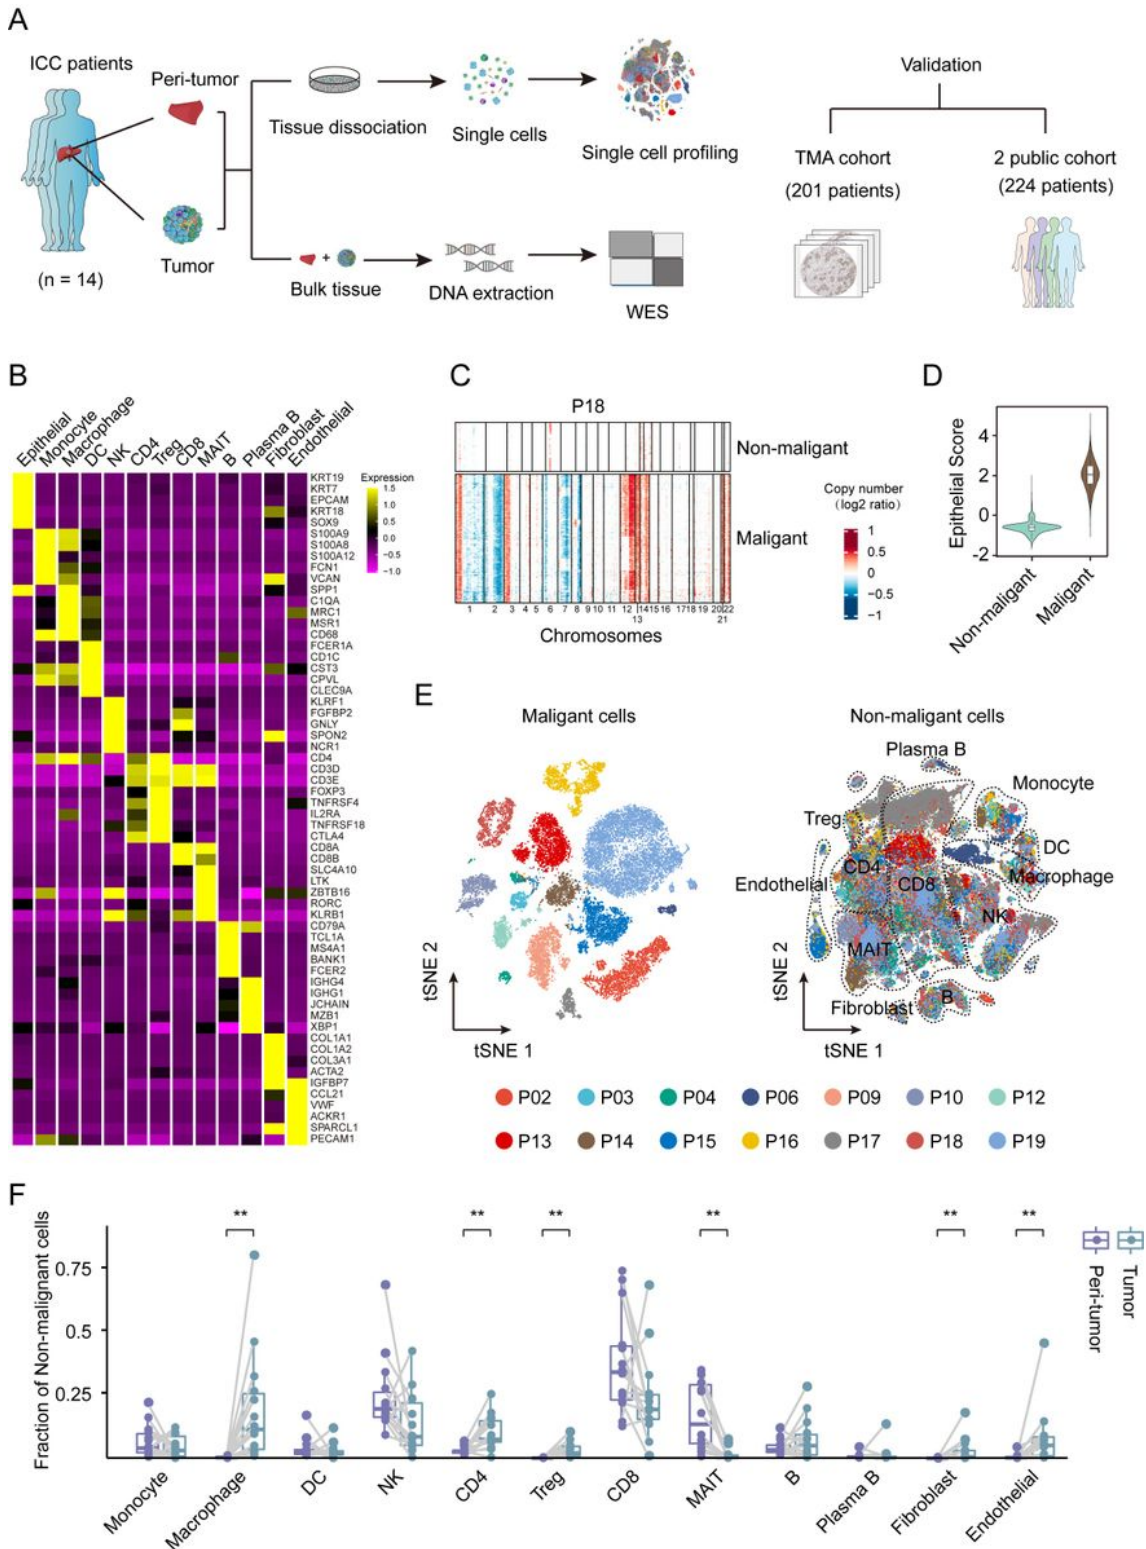 A
ICC patients
Peri-tumor
Tumor
(n = 14)
Tissue dissociation
Single cells
Single cell profiling
Bulk tissue
DNA extraction
WES
Validation
TMA cohort
(201 patients)
2 public cohort
(224 patients)
B
Epithelial
Monocyte
Macrophage
DC
NK
CD4
Treg
CD8
MAIT
B
Plasma B
Fibroblast
Endothelial
KRT19
KRT7
EPCAM
KRT18
SOX9
S100A9
S100A8
S100A12
FCN1
VCAN
SPP1
C1QA
MRC1
MSR1
CD68
FCER1A
CD1C
CST3
CPVL
CLEC9A
KLRF1
FGFBP2
GNLY
SPON2
NCR1
CD4
CD3D
CD3E
FOXP3
TNFRSF4
IL2RA
TNFRSF18
CTLA4
CD8A
CD8B
SLC4A10
LTK
ZBTB16
RORC
KLRB1
CD79A
TCL1A
MS4A1
BANK1
FCER2
IGHG4
IGHG1
JCHAIN
MZB1
XBP1
COL1A1
COL1A2
COL3A1
ACTA2
IGFBP7
CCL21
VWF
ACKR1
SPARCL1
PECAM1
Expression
1.5
1.0
0.5
0.0
−0.5
−1.0
C
P18
Non-maligant
Maligant
1 2 3 4 5 6 7 8 9 10 11 12 13 14 15 16 17 18 19 20 21 22
Chromosomes
Copy number
(log2 ratio)
1
0.5
0
−0.5
−1
D
Epithelial Score
4
2
0
-2
Non-maligant
Maligant
E
Maligant cells
tSNE 2
tSNE 1
Non-maligant cells
Plasma B
Monocyte
Treg
DC
CD4
Macrophage
Endothelial
CD8
NK
MAIT
Fibroblast
B
tSNE 2
tSNE 1
P02 P03 P04 P06 P09 P10 P12
P13 P14 P15 P16 P17 P18 P19
F
Fraction of Non-malignant cells
0.75
0.5
0.25
** ** ** ** ** **
Monocyte
Macrophage
DC
NK
CD4
Treg
CD8
MAIT
B
Plasma B
Fibroblast
Endothelial
Peri-tumor
Tumor